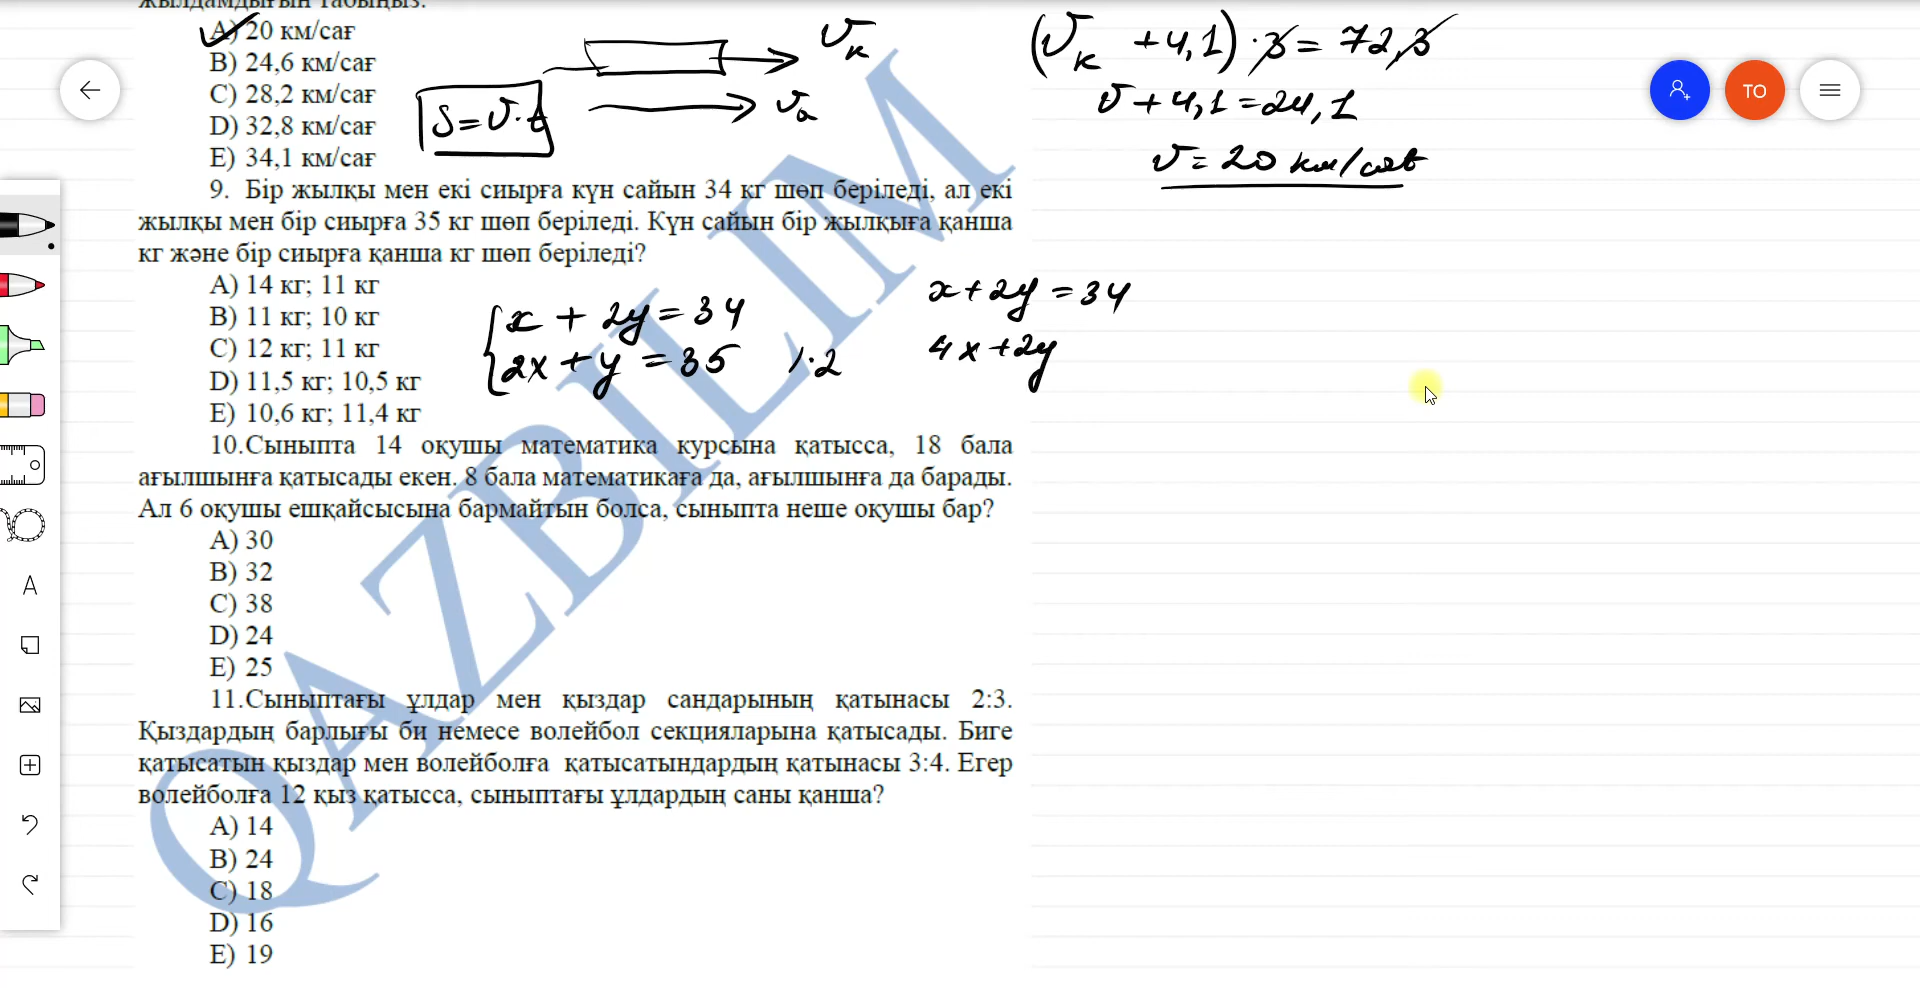 жылдамдығын табыңыз.
A) 20 км/сағ
B) 24,6 км/сағ
C) 28,2 км/сағ
D) 32,8 км/сағ
E) 34,1 км/сағ
S = v · t
vк
vа
(vк + 4,1) · 3 = 72,3
v + 4,1 = 24,1
v = 20 км/сағ
TO
9. Бір жылқы мен екі сиырға күн сайын 34 кг шөп беріледі, ал екі
жылқы мен бір сиырға 35 кг шөп беріледі. Күн сайын бір жылқыға қанша
кг және бір сиырға қанша кг шөп беріледі?
A) 14 кг; 11 кг
B) 11 кг; 10 кг
C) 12 кг; 11 кг
D) 11,5 кг; 10,5 кг
E) 10,6 кг; 11,4 кг
x + 2y = 34
2x + y = 35 | · 2
x + 2y = 34
4x + 2y
10.Сыныпта 14 оқушы математика курсына қатысса, 18 бала
ағылшынға қатысады екен. 8 бала математикаға да, ағылшынға да барады.
Ал 6 оқушы ешқайсысына бармайтын болса, сыныпта неше оқушы бар?
A) 30
B) 32
C) 38
D) 24
E) 25
11.Сыныптағы ұлдар мен қыздар сандарының қатынасы 2:3.
Қыздардың барлығы би немесе волейбол секцияларына қатысады. Биге
қатысатын қыздар мен волейболға қатысатындардың қатынасы 3:4. Егер
волейболға 12 қыз қатысса, сыныптағы ұлдардың саны қанша?
A) 14
B) 24
C) 18
D) 16
E) 19
QAZBILIM
A